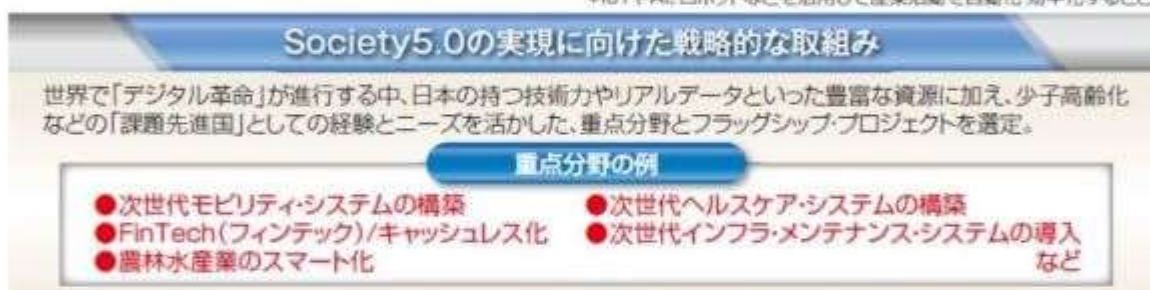 Society5.0の実現に向けた戦略的な取組み
世界で「デジタル革命」が進行する中、日本の持つ技術力やリアルデータといった豊富な資源に加え、少子高齢化
などの「課題先進国」としての経験とニーズを活かした、重点分野とフラッグシップ・プロジェクトを選定。
重点分野の例
●次世代モビリティ・システムの構築
●FinTech(フィンテック)/キャッシュレス化
●農林水産業のスマート化
●次世代ヘルスケア・システムの構築
●次世代インフラ・メンテナンス・システムの導入
など